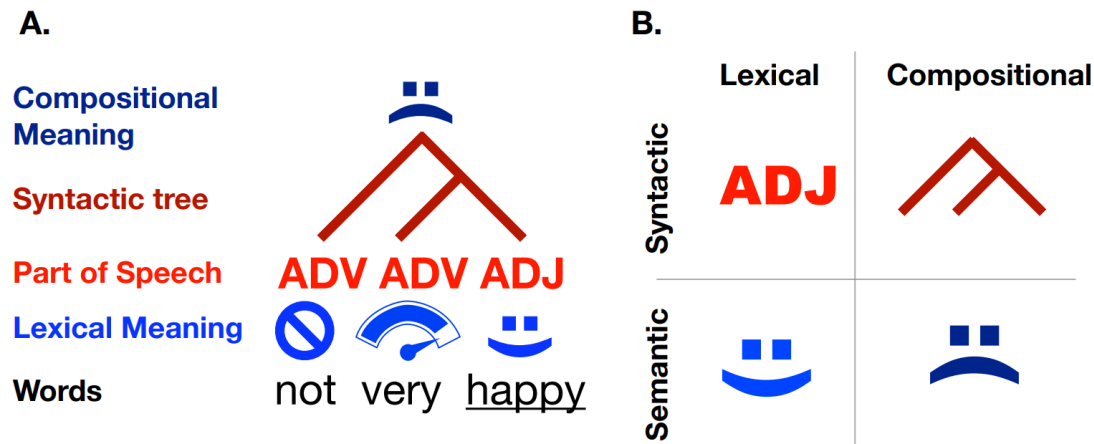 A.
Compositional
Meaning
Syntactic tree
Part of Speech
ADV ADV ADJ
Lexical Meaning
Words
not very happy
B.
Lexical
Compositional
Syntactic
ADJ
Semantic